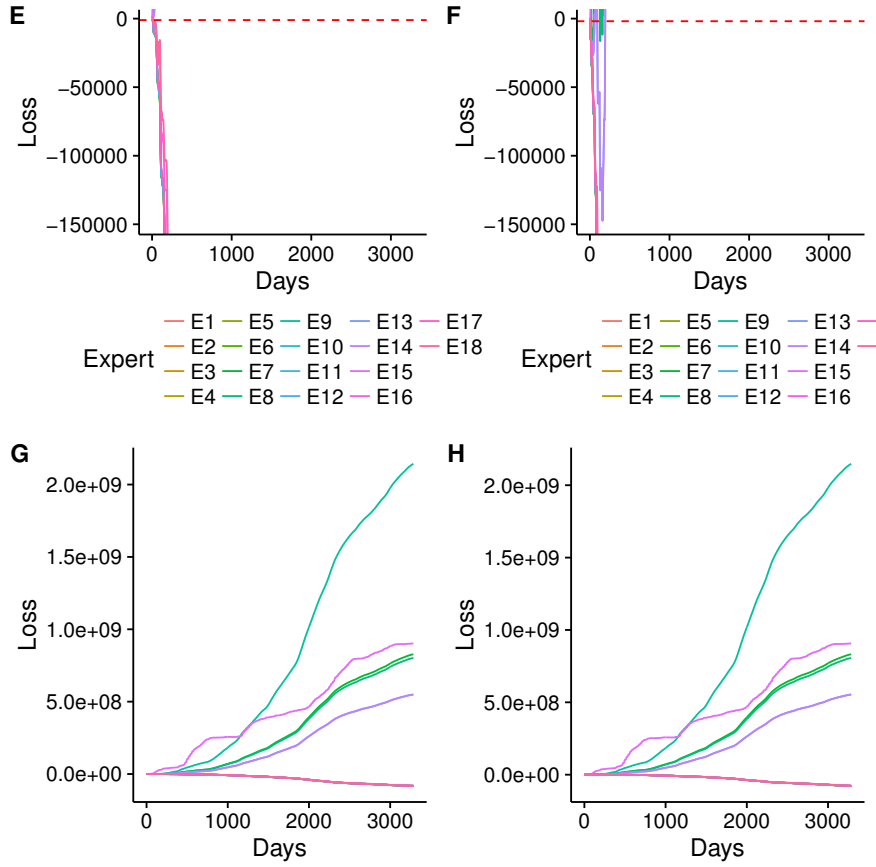 E
0
−50000
−100000
−150000
Loss
0 1000 2000 3000
Days
F
0
−50000
−100000
−150000
Loss
0 1000 2000 3000
Days
Expert
E1 E5 E9 E13 E17
E2 E6 E10 E14 E18
E3 E7 E11 E15
E4 E8 E12 E16
Expert
E1 E5 E9 E13
E2 E6 E10 E14
E3 E7 E11 E15
E4 E8 E12 E16
G
2.0e+09
1.5e+09
1.0e+09
5.0e+08
0.0e+00
Loss
0 1000 2000 3000
Days
H
2.0e+09
1.5e+09
1.0e+09
5.0e+08
0.0e+00
Loss
0 1000 2000 3000
Days